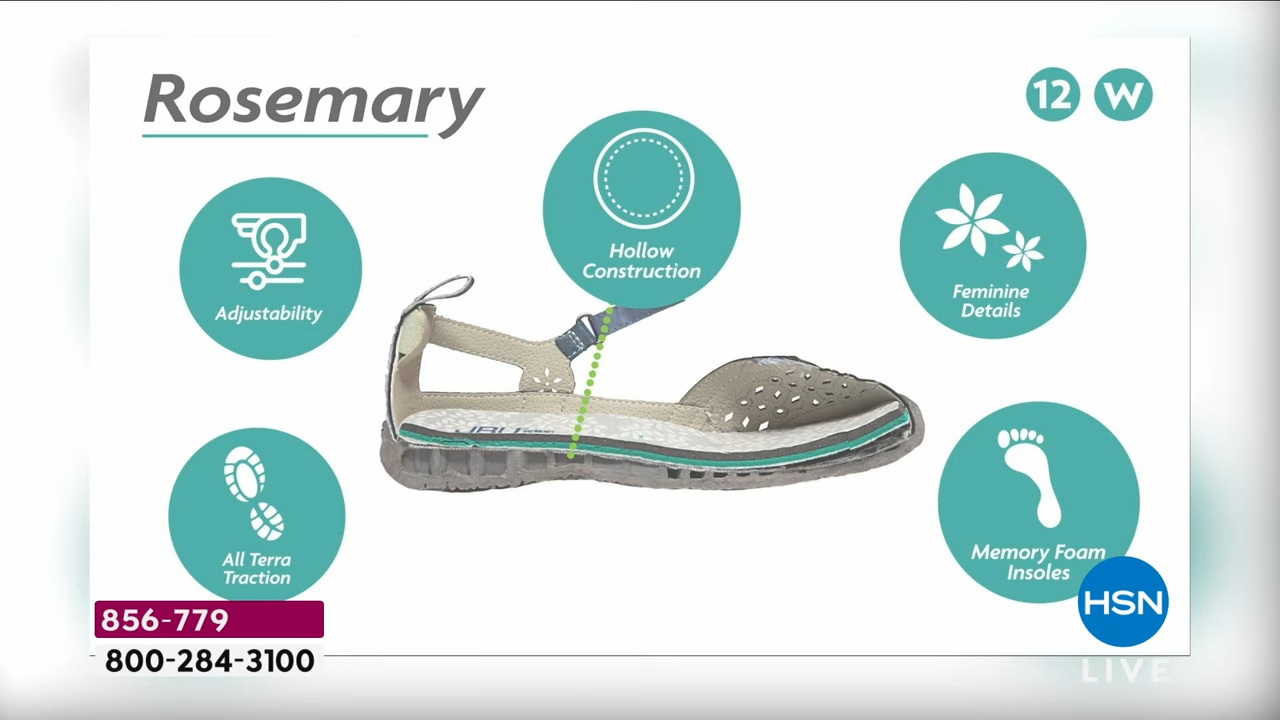 Rosemary
12 W
Hollow
Construction
Adjustability
Feminine
Details
JBU
All Terra
Traction
Memory Foam
Insoles
856-779
800-284-3100
HSN
LIVE